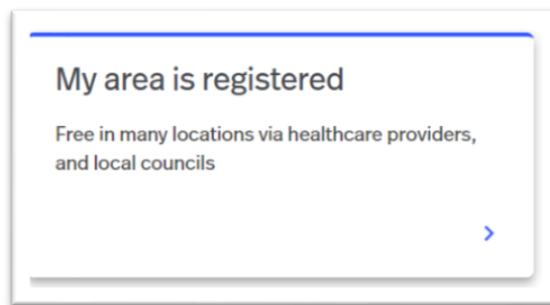 My area is registered
Free in many locations via healthcare providers,
and local councils